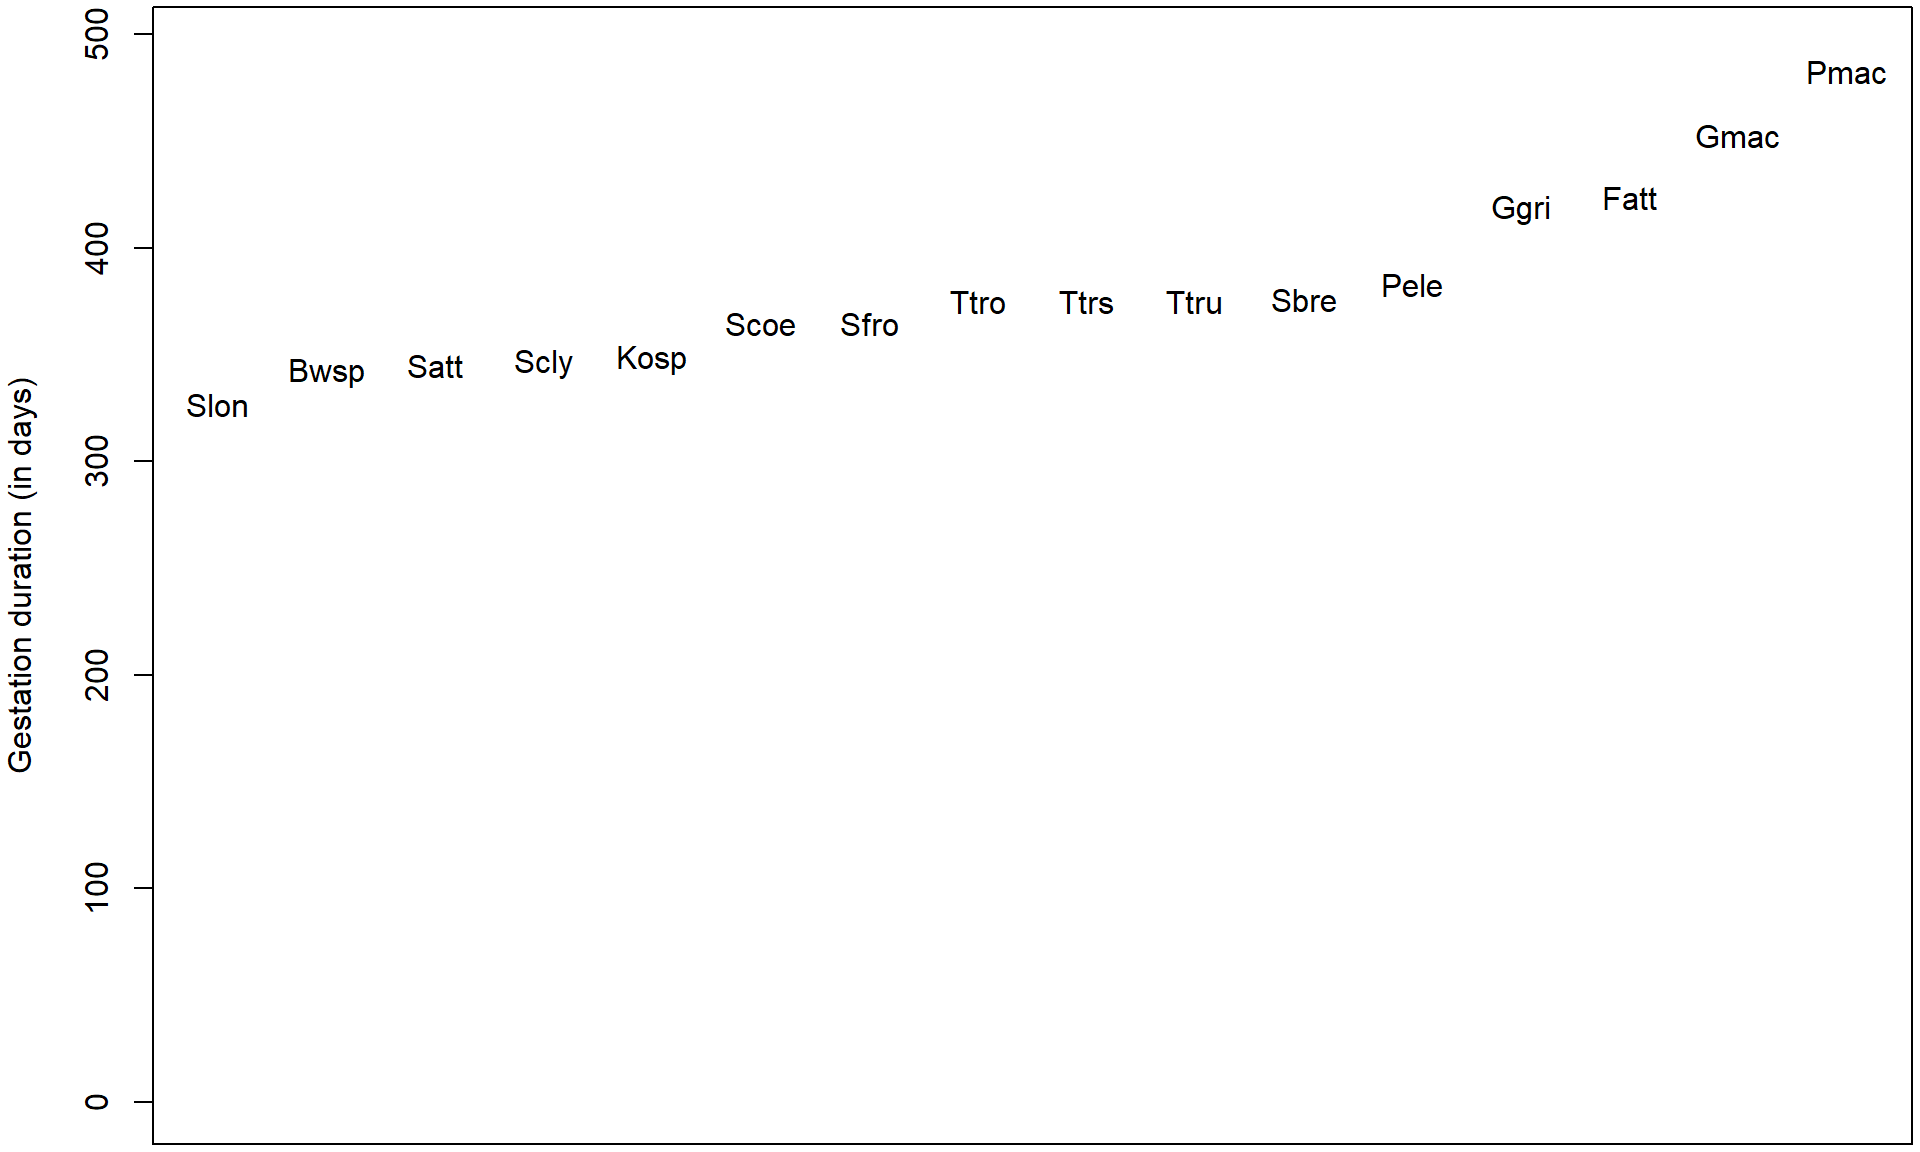 Gestation duration (in days)
500
400
300
200
100
0
Slon
Bwsp
Satt
Scly
Kosp
Scoe
Sfro
Ttro
Ttrs
Ttru
Sbre
Pele
Ggri
Fatt
Gmac
Pmac